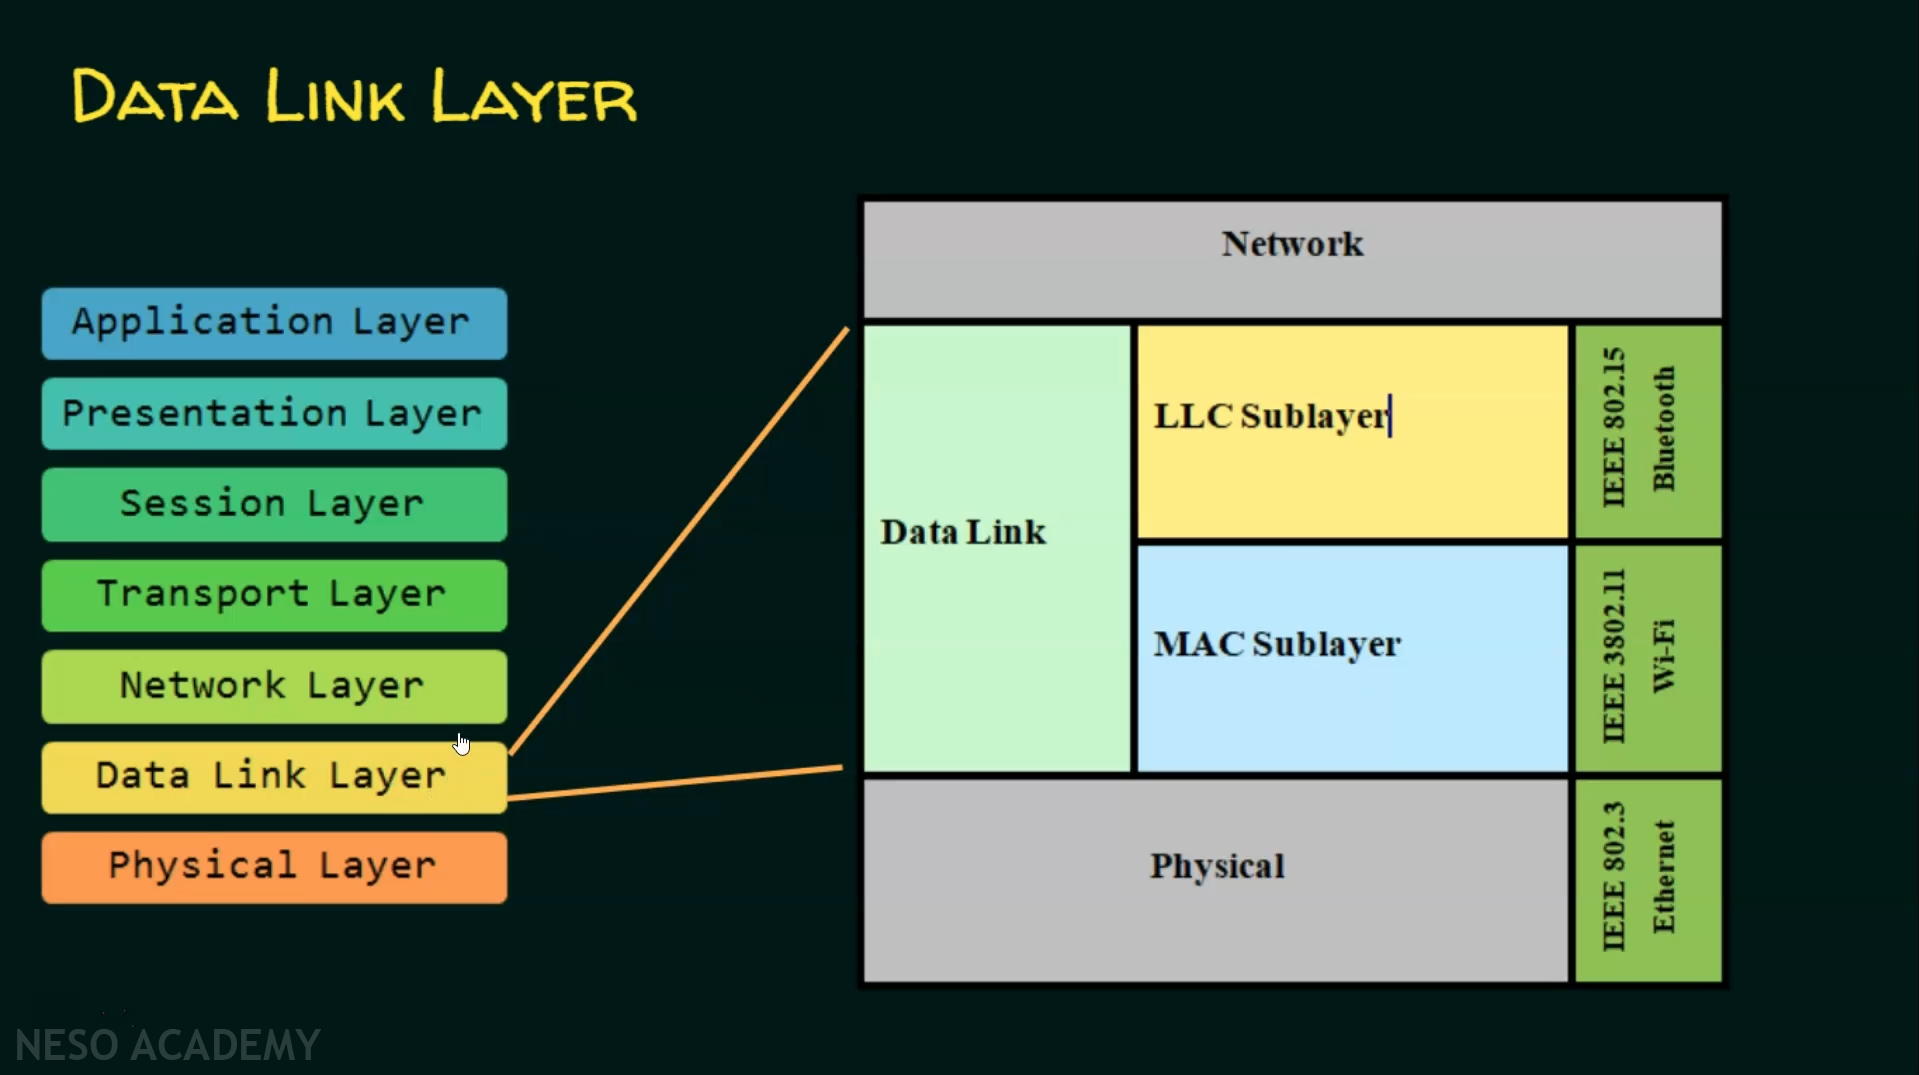 DATA LINK LAYER
Application Layer
Presentation Layer
Session Layer
Transport Layer
Network Layer
Data Link Layer
Physical Layer
Network
Data Link
LLC Sublayer
MAC Sublayer
Physical
IEEE 802.15
Bluetooth
IEEE 3802.11
Wi-Fi
IEEE 802.3
Ethernet
NESO ACADEMY